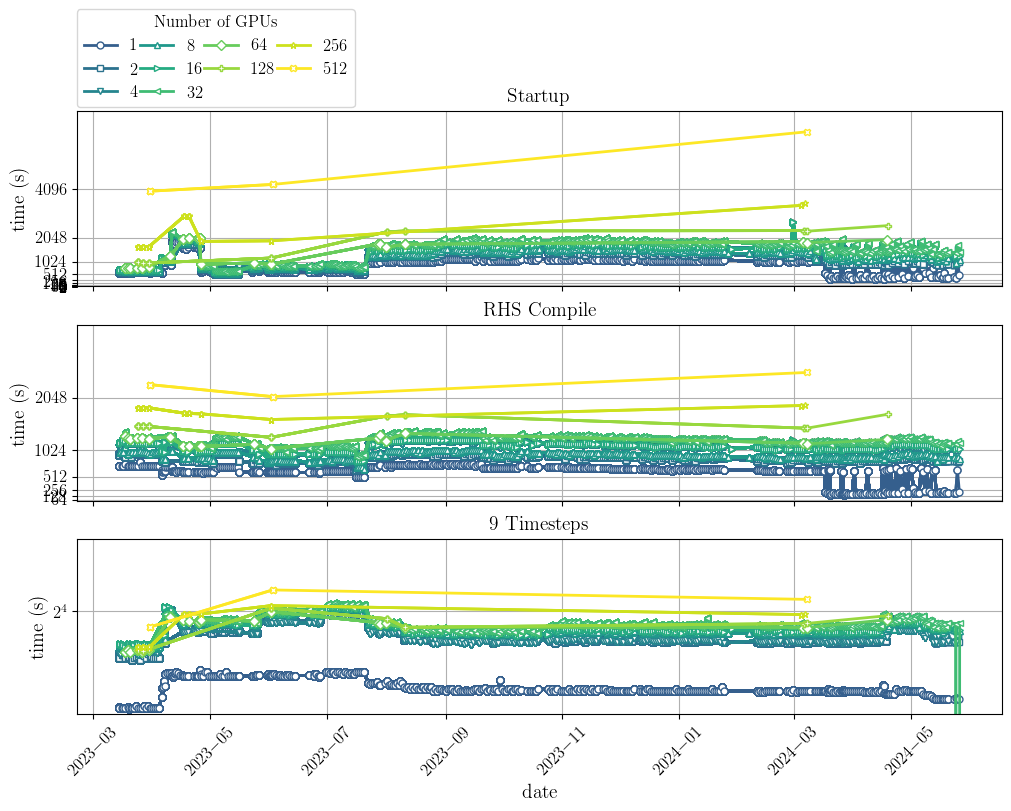 Number of GPUs
1 8 64 256
2 16 128 512
4 32
Startup
time (s)
4096
2048
1024
512
RHS Compile
time (s)
2048
1024
512
256
128
64
9 Timesteps
time (s)
2⁴
2023−03 2023−05 2023−07 2023−09 2023−11 2024−01 2024−03 2024−05
date